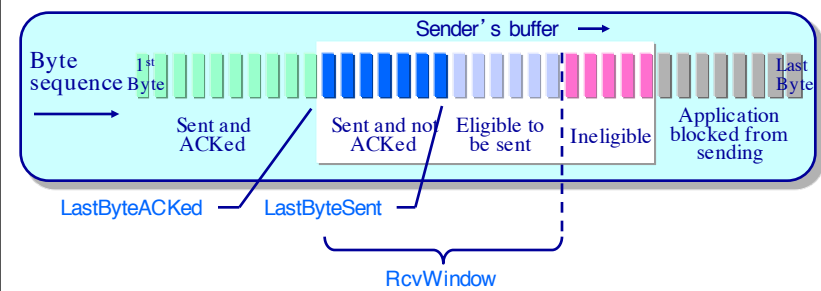 Sender's buffer
Byte
sequence
1st
Byte
Last
Byte
Sent and
ACKed
Sent and not
ACKed
Eligible to
be sent
Ineligible
Application
blocked from
sending
LastByteACKed
LastByteSent
RcvWindow